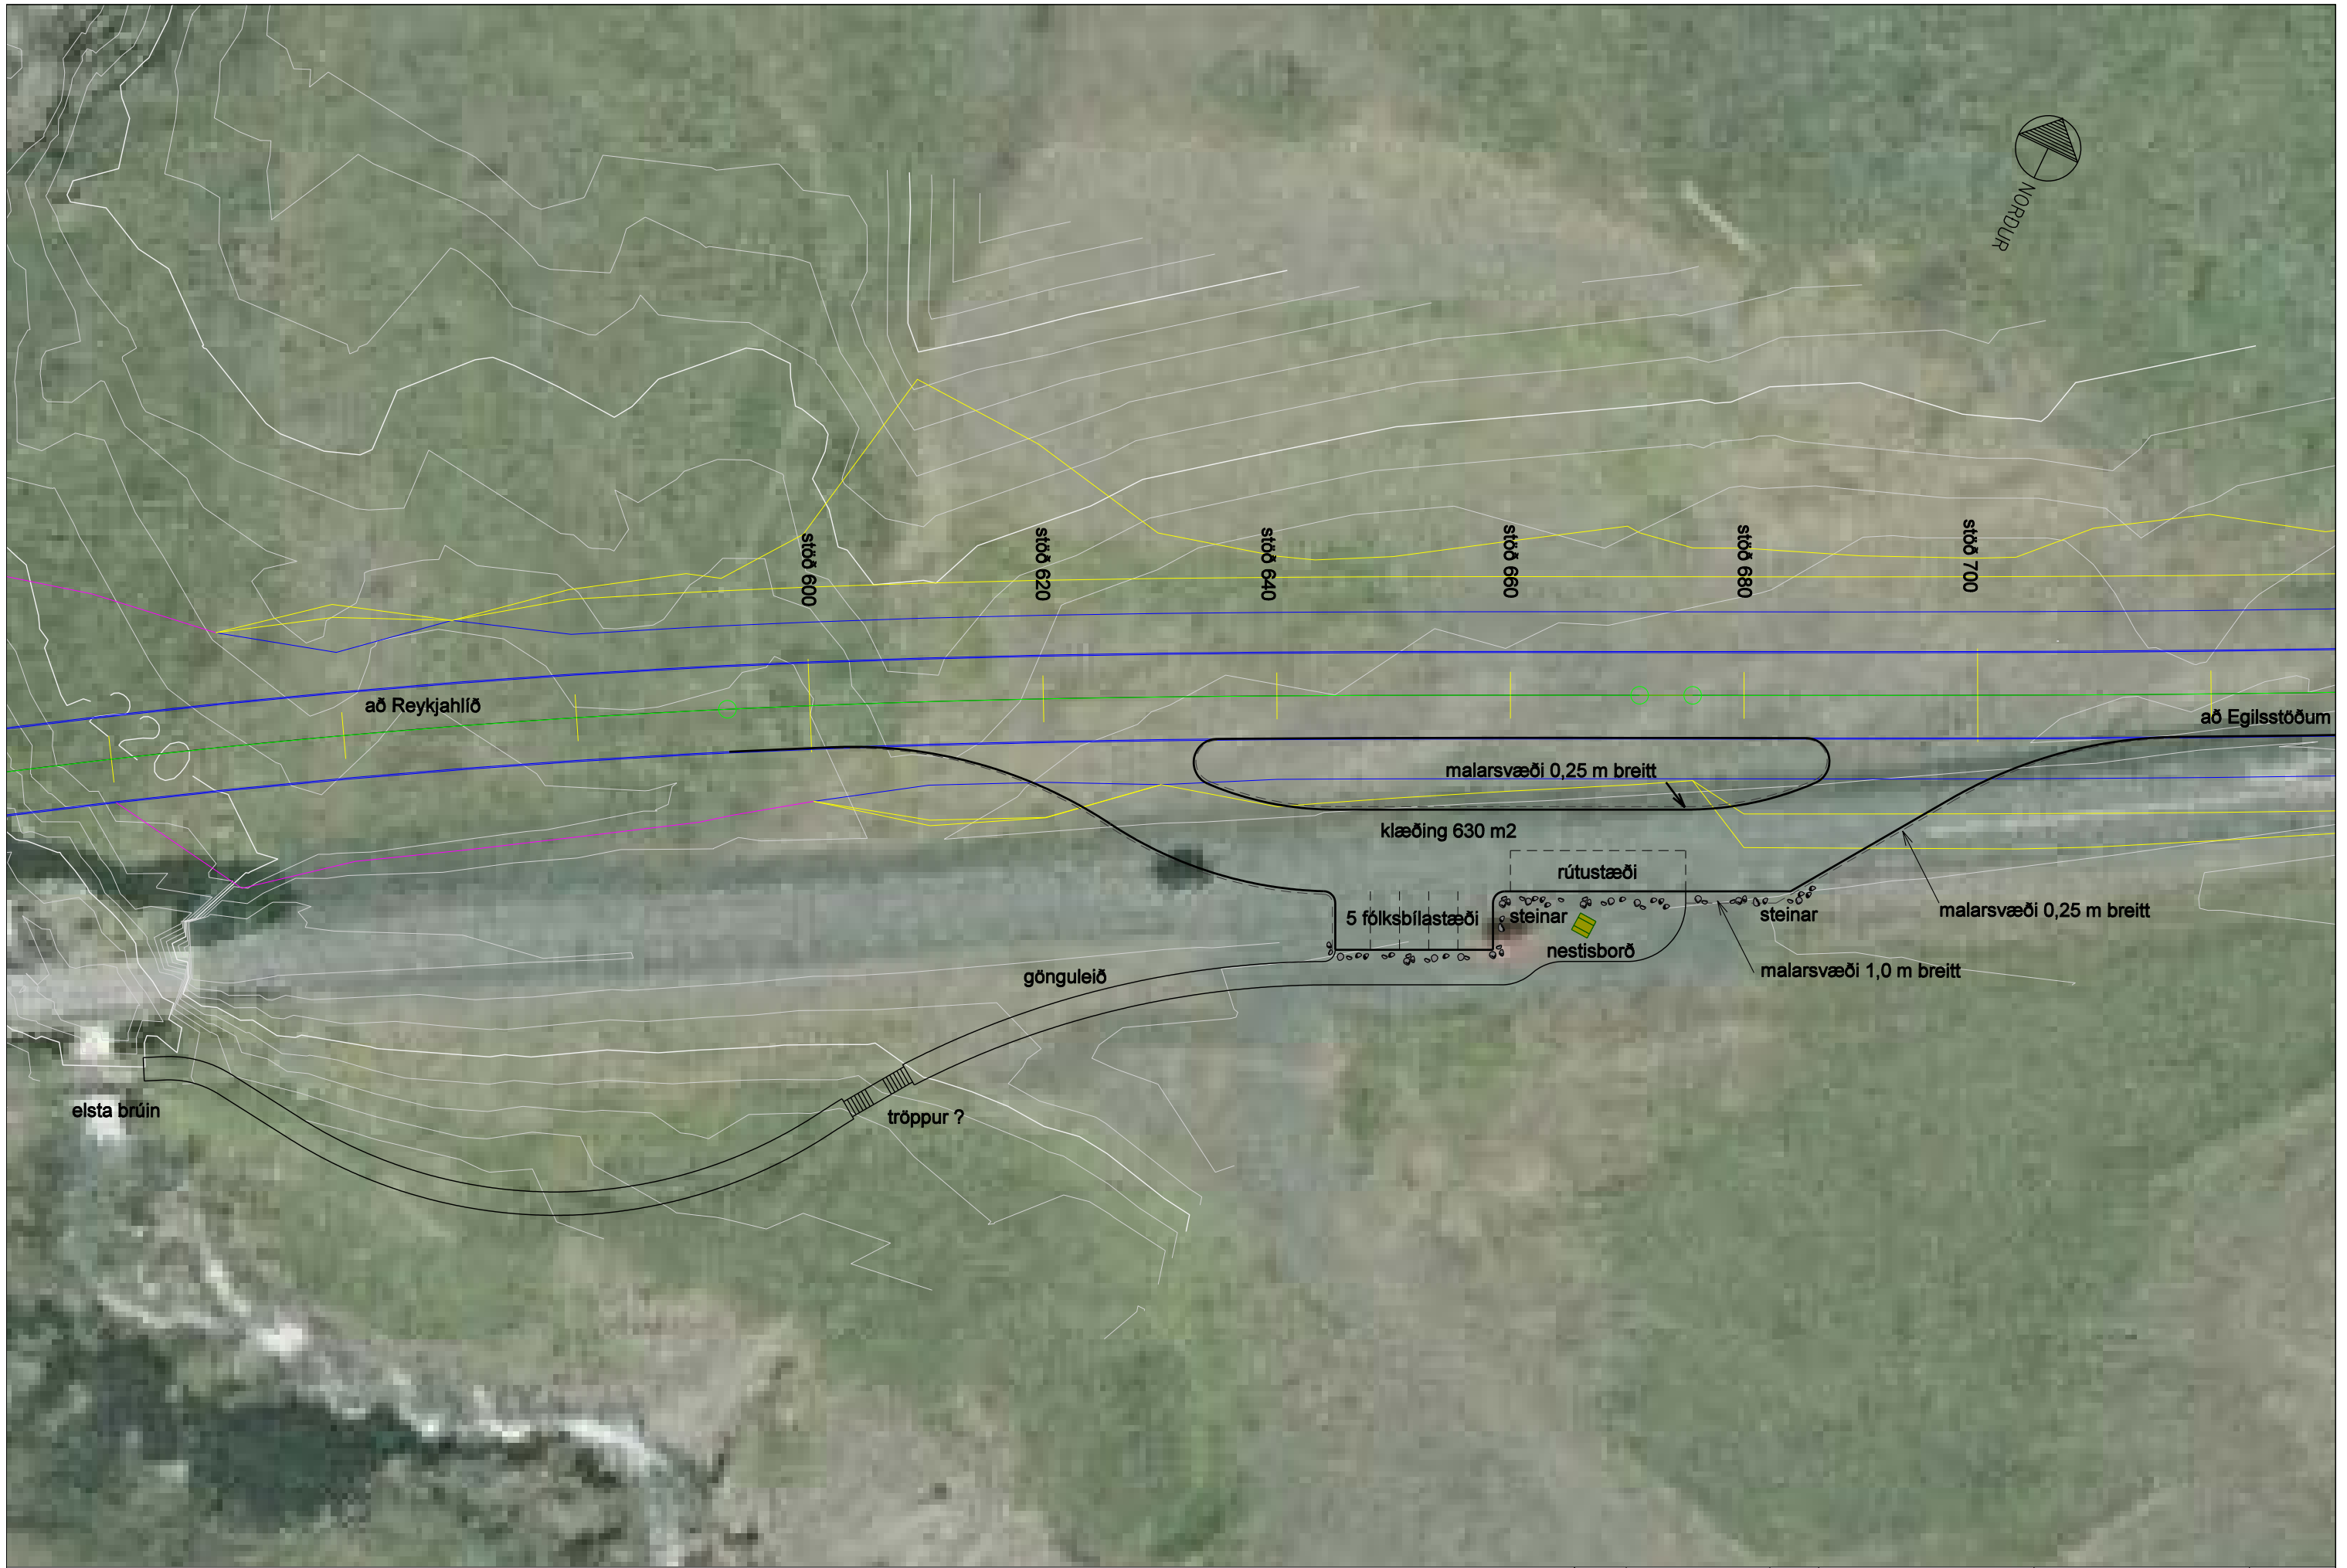 NORÐUR
stöð 600
stöð 620
stöð 640
stöð 660
stöð 680
stöð 700
að Reykjahlíð
að Egilsstöðum
320
malarsvæði 0,25 m breitt
klæðing 630 m2
rútustæði
5 fólksbílastæði
steinar
steinar
malarsvæði 0,25 m breitt
nestisborð
malarsvæði 1,0 m breitt
gönguleið
elsta brúin
tröppur ?